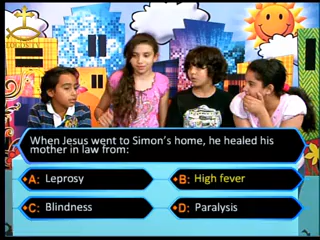 When Jesus went to Simon's home, he healed his
mother in law from:
A: Leprosy
B: High fever
C: Blindness
D: Paralysis